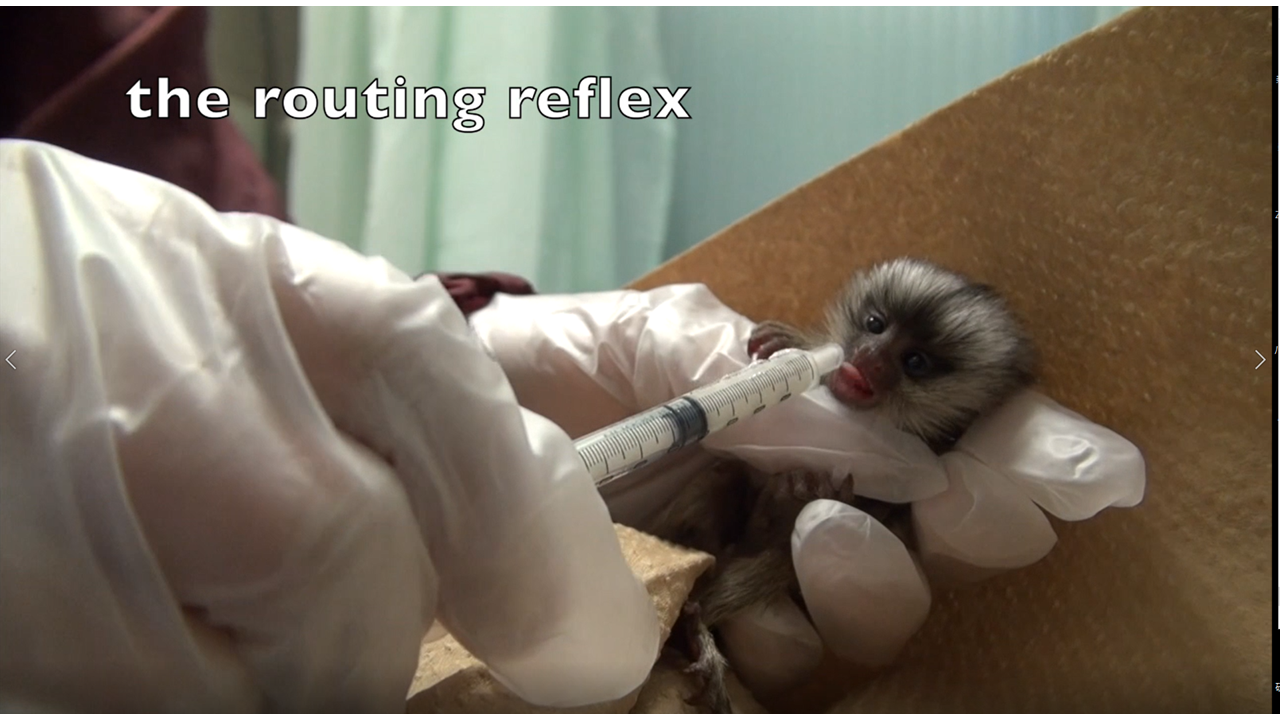 the routing reflex